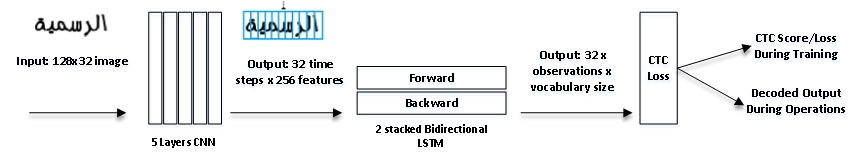 الرسمية
Input: 128x32 image
5 Layers CNN
الرسمية
Output: 32 time
steps x 256 features
Forward
Backward
2 stacked Bidirectional
LSTM
Output: 32 x
observations x
vocabulary size
CTC
Loss
CTC Score/Loss
During Training
Decoded Output
During Operations